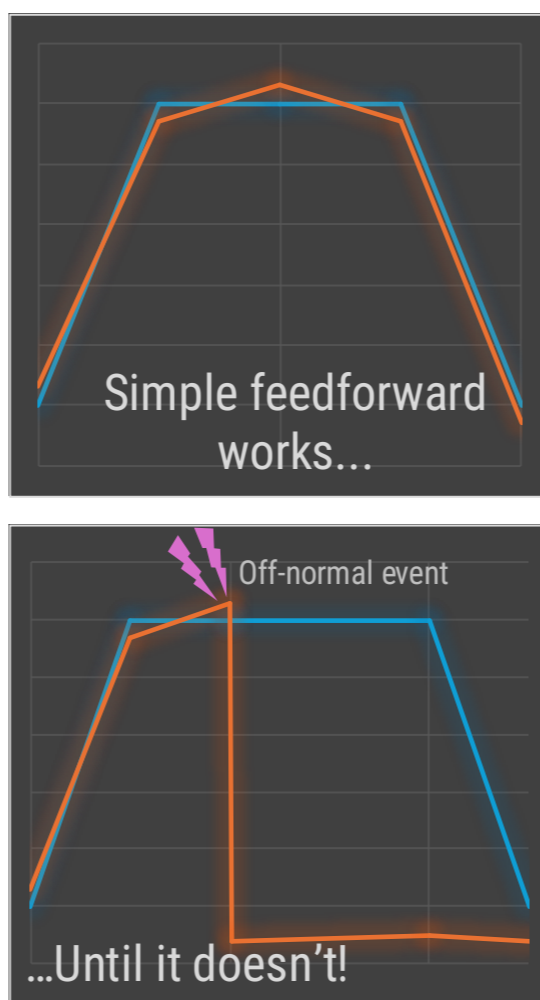 Simple feedforward
works...
Off-normal event
...Until it doesn't!